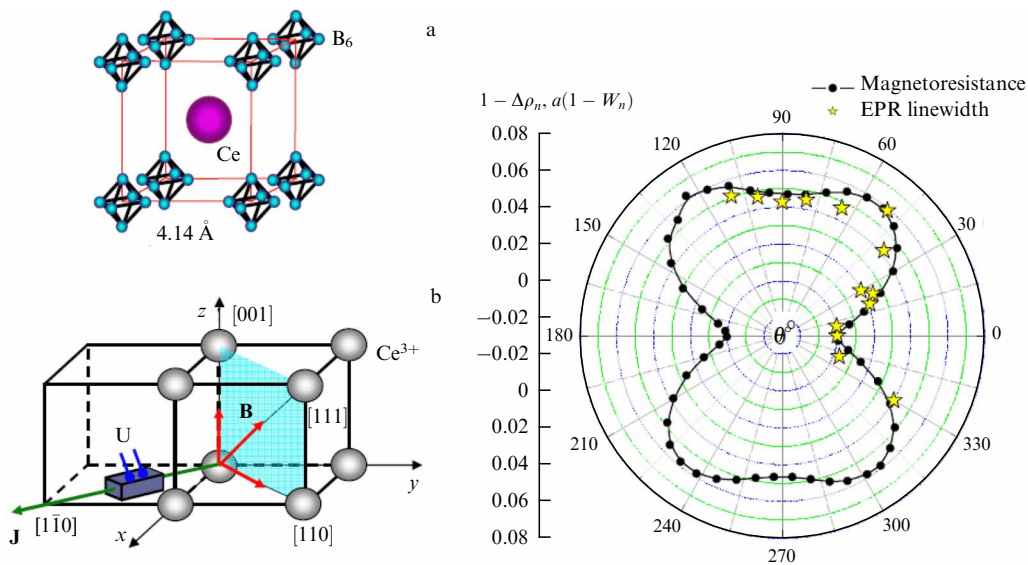 a
B₆
Ce
4.14 Å
b
z
[001]
Ce³⁺
B
[111]
U
y
J
[11̅0]
x
[110]
Magnetoresistance
EPR linewidth
1 − Δρₙ, a(1 − Wₙ)
0.08
0.06
0.04
0.02
0
−0.02
−0.02
0
0.02
0.04
0.06
0.08
90
120
60
150
30
180
θ°
0
210
330
240
300
270